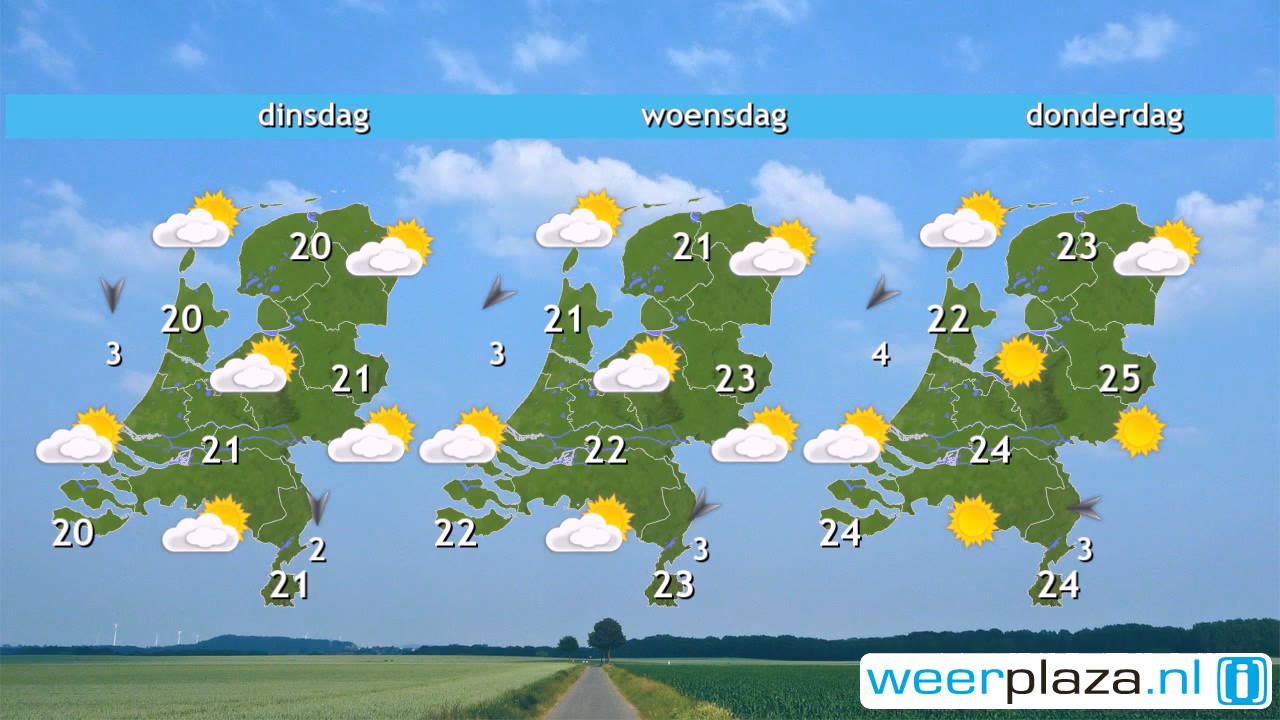 dinsdag woensdag donderdag
20 21 23
20 21 22
3 3 4
21 23 25
21 22 24
20 22 24
2 3 3
21 23 24
weerplaza.nl